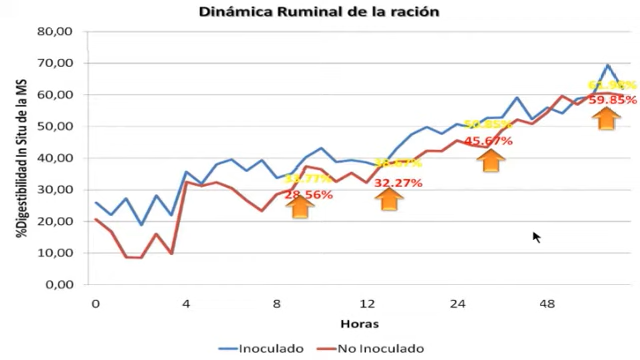 Dinámica Ruminal de la ración
%Digestibilidad In Situ de la MS
80,00
70,00
60,00
50,00
40,00
30,00
20,00
10,00
0,00
59.85%
45.67%
32.27%
28.56%
0 4 8 12 24 48
Horas
Inoculado No Inoculado